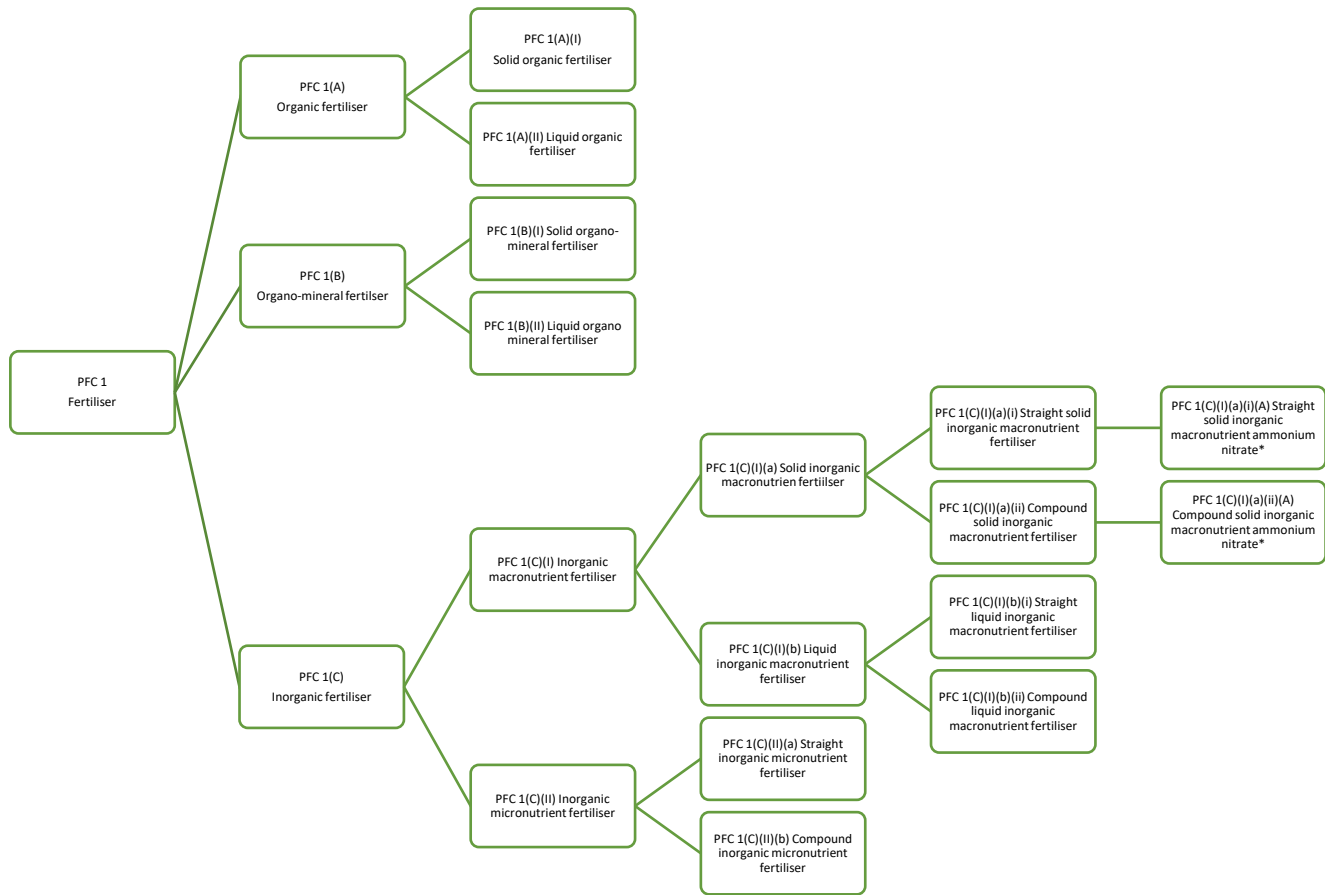 PFC 1
Fertiliser
PFC 1(A)
Organic fertiliser
PFC 1(A)(I)
Solid organic fertiliser
PFC 1(A)(II) Liquid organic
fertiliser
PFC 1(B)
Organo-mineral fertilser
PFC 1(B)(I) Solid organo-
mineral fertiliser
PFC 1(B)(II) Liquid organo
mineral fertiliser
PFC 1(C)
Inorganic fertiliser
PFC 1(C)(I) Inorganic
macronutrient fertiliser
PFC 1(C)(I)(a) Solid inorganic
macronutrien fertiilser
PFC 1(C)(I)(a)(i) Straight solid
inorganic macronutrient
fertiliser
PFC 1(C)(I)(a)(i)(A) Straight
solid inorganic
macronutrient ammonium
nitrate*
PFC 1(C)(I)(a)(ii) Compound
solid inorganic
macronutrient fertiliser
PFC 1(C)(I)(a)(ii)(A)
Compound solid inorganic
macronutrient ammonium
nitrate*
PFC 1(C)(I)(b) Liquid
inorganic macronutrient
fertiliser
PFC 1(C)(I)(b)(i) Straight
liquid inorganic
macronutrient fertiliser
PFC 1(C)(I)(b)(ii) Compound
liquid inorganic
macronutrient fertiliser
PFC 1(C)(II) Inorganic
micronutrient fertiliser
PFC 1(C)(II)(a) Straight
inorganic micronutrient
fertiliser
PFC 1(C)(II)(b) Compound
inorganic micronutrient
fertiliser